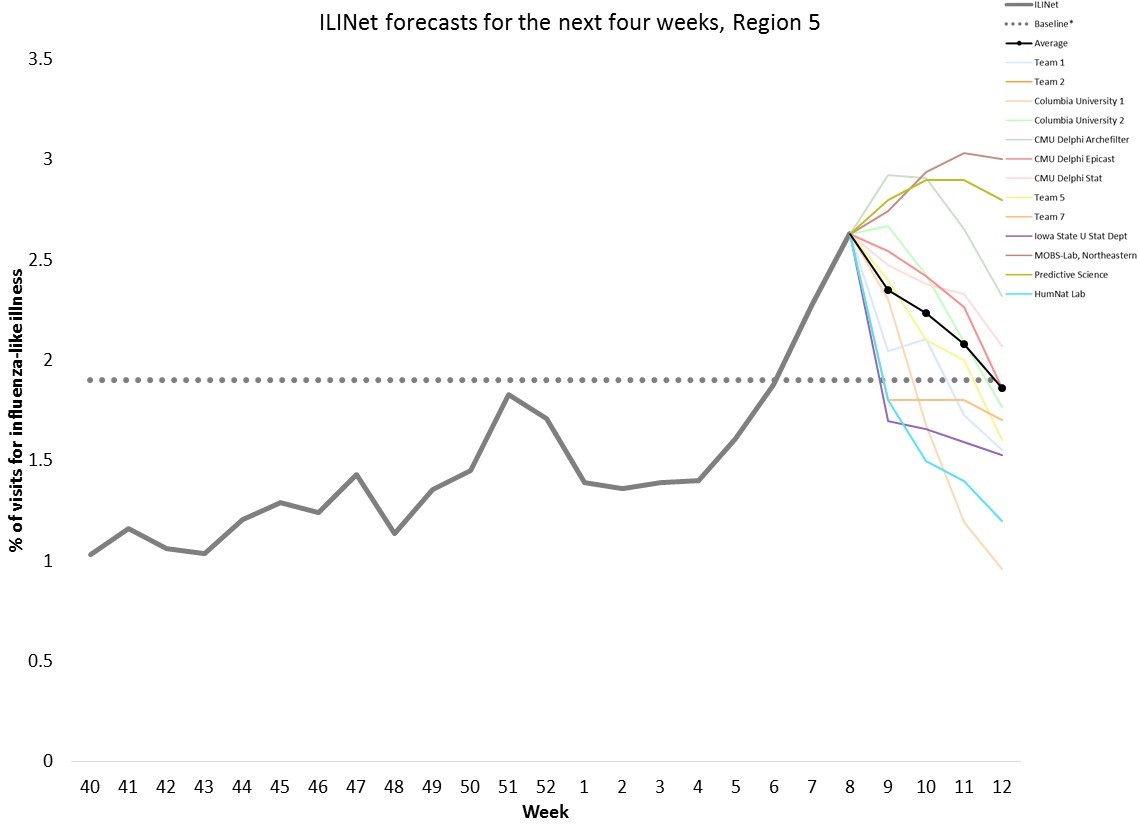 ILINet forecasts for the next four weeks, Region 5
ILINet
Baseline*
Average
Team 1
Team 2
Columbia University 1
Columbia University 2
CMU Delphi Archefilter
CMU Delphi Epicast
CMU Delphi Stat
Team 5
Team 7
Iowa State U Stat Dept
MOBS-Lab, Northeastern
Predictive Science
HumNat Lab
% of visits for influenza-like illness
3.5
3
2.5
2
1.5
1
0.5
0
40 41 42 43 44 45 46 47 48 49 50 51 52 1 2 3 4 5 6 7 8 9 10 11 12
Week